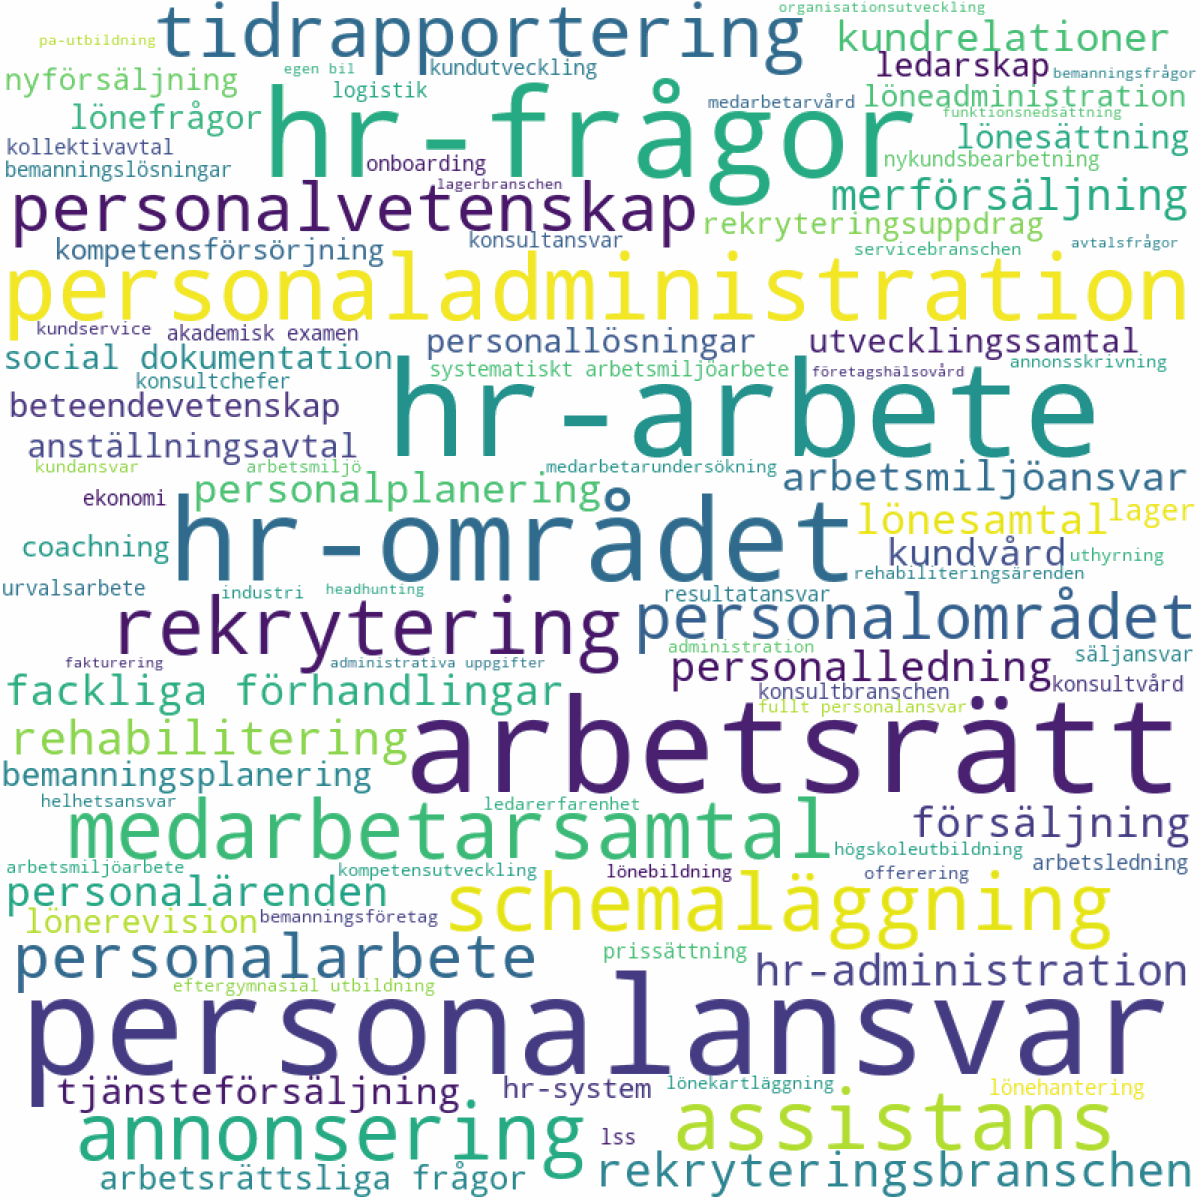 organisationsutveckling
tidrapportering
kundrelationer
pa-utbildning
ledarskap
egen bil
kundutveckling
bemanningsfrågor
nyförsäljning
logistik
medarbetarvård
löneadministration
hr-frågor
funktionsnedsättning
lönefrågor
lönesättning
kollektivavtal
onboarding
nykundsbearbetning
bemanningslösningar
lagerbranschen
personalvetenskap
merförsäljning
rekryteringsuppdrag
kompetensförsörjning
konsultansvar
servicebranschen
avtalsfrågor
personaladministration
kundservice
akademisk examen
personallösningar
utvecklingssamtal
social dokumentation
systematiskt arbetsmiljöarbete
företagshälsovård
annonsskrivning
konsultchefer
hr-arbete
beteendevetenskap
anställningsavtal
kundansvar
arbetsmiljö
medarbetarundersökning
arbetsmiljöansvar
ekonomi
personalplanering
lönesamtal
lager
hr-området
coachning
kundvård
uthyrning
rehabiliteringsärenden
urvalsarbete
industri
headhunting
resultatansvar
rekrytering
personalområdet
administration
fakturering
administrativa uppgifter
personalledning
säljansvar
fackliga förhandlingar
konsultbranschen
konsultvård
fullt personalansvar
rehabilitering
arbetsrätt
bemanningsplanering
helhetsansvar
ledarerfarenhet
medarbetarsamtal
försäljning
högskoleutbildning
arbetsmiljöarbete
kompetensutveckling
lönebildning
offerering
arbetsledning
personalärenden
schemaläggning
lönerevision
bemanningsföretag
personalarbete
prissättning
hr-administration
eftergymnasial utbildning
personalansvar
tjänsteförsäljning
hr-system
lönekartläggning
lönehantering
annonsering
lss
assistans
arbetsrättsliga frågor
rekryteringsbranschen